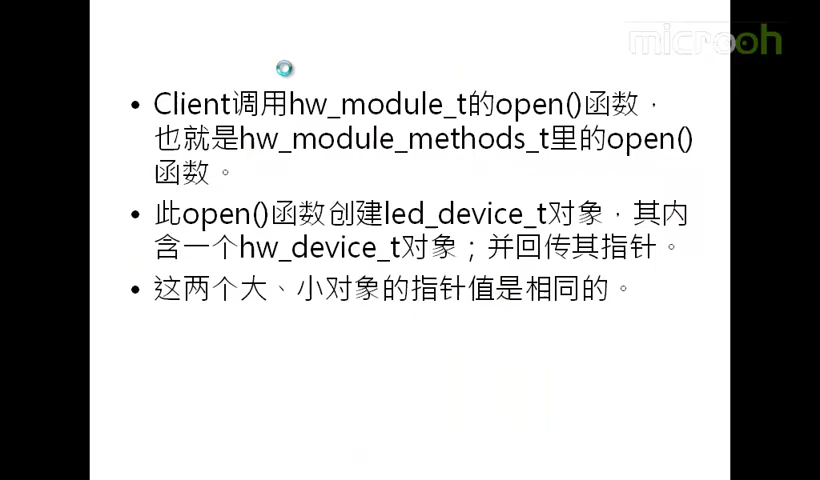 microoh
• Client调用hw_module_t的open()函数，
也就是hw_module_methods_t里的open()
函数。
• 此open()函数创建led_device_t对象，其内
含一个hw_device_t对象；并回传其指针。
• 这两个大、小对象的指针值是相同的。